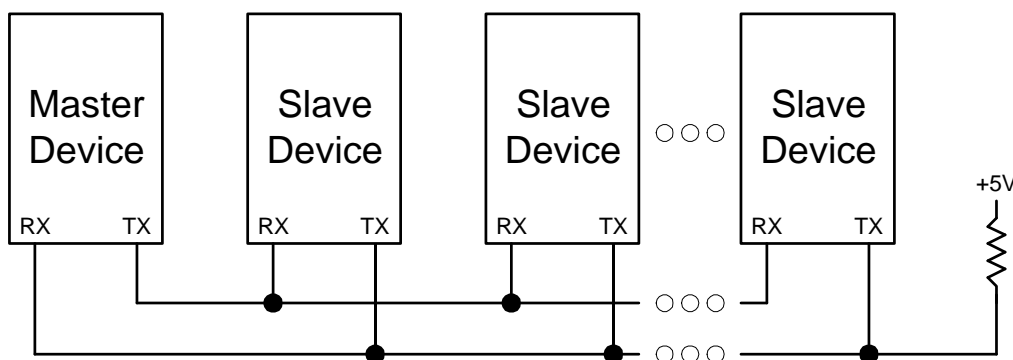 Master
Device
Slave
Device
Slave
Device
Slave
Device
+5V
RX TX
RX TX
RX TX
RX TX